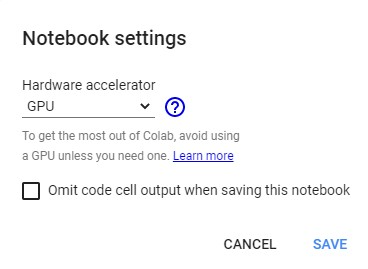 Notebook settings
Hardware accelerator
GPU
?
To get the most out of Colab, avoid using
a GPU unless you need one. Learn more
Omit code cell output when saving this notebook
CANCEL SAVE